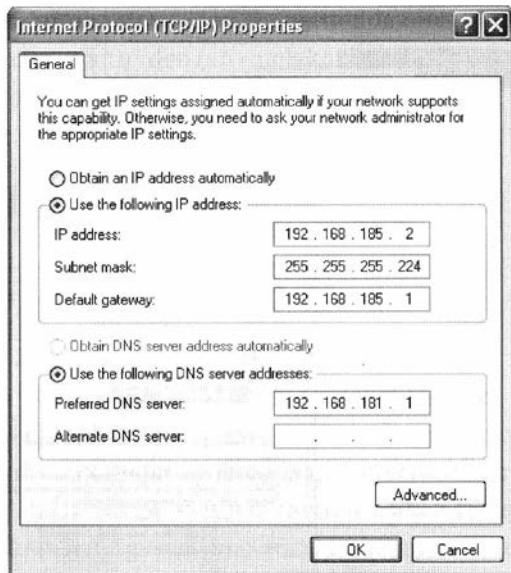 Internet Protocol (TCP/IP) Properties
General
You can get IP settings assigned automatically if your network supports
this capability. Otherwise, you need to ask your network administrator for
the appropriate IP settings.
Obtain an IP address automatically
Use the following IP address:
IP address: 192 . 168 . 185 . 2
Subnet mask: 255 . 255 . 255 . 224
Default gateway: 192 . 168 . 185 . 1
Obtain DNS server address automatically
Use the following DNS server addresses:
Preferred DNS server: 192 . 168 . 181 . 1
Alternate DNS server: . . .
Advanced...
OK Cancel